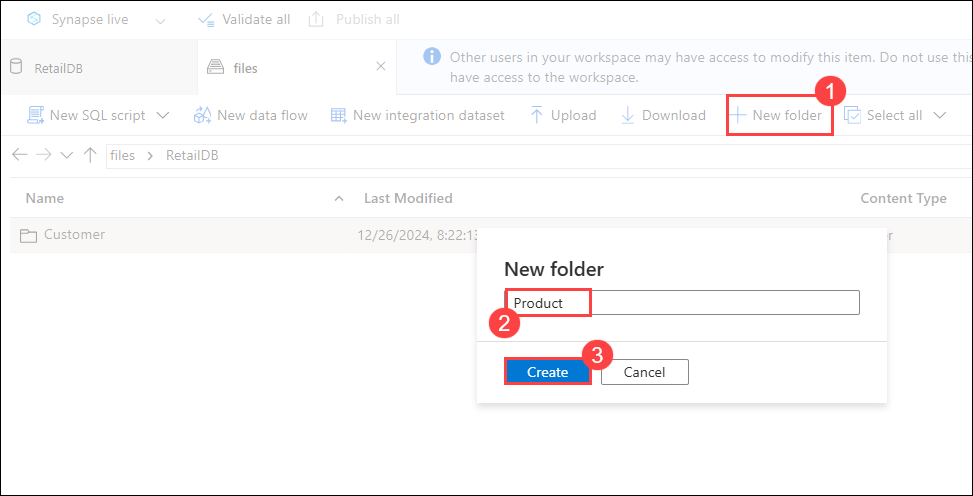 Synapse live Validate all Publish all
RetailDB files Other users in your workspace may have access to modify this item. Do not use this
have access to the workspace.
1
New SQL script New data flow New integration dataset Upload Download New folder Select all
files RetailDB
Name Last Modified Content Type
Customer 12/26/2024, 8:22:13
New folder
Product
2
3
Create Cancel